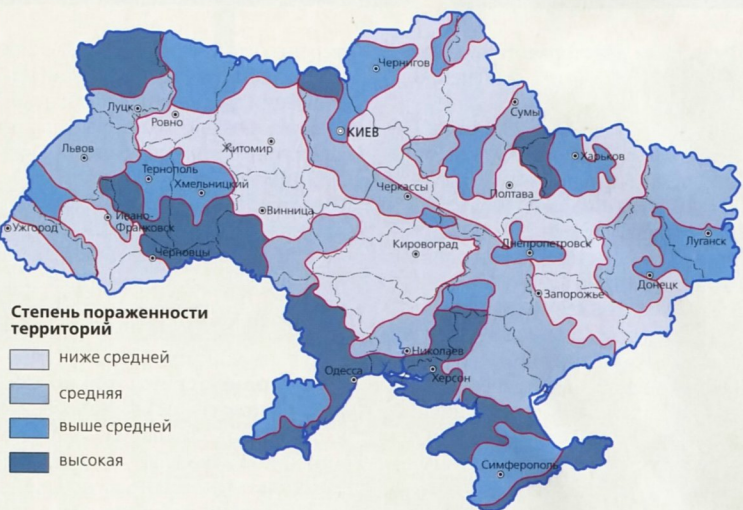 Чернигов
Луцк
Ровно
Сумы
КИЕВ
Львов
Житомир
Харьков
Тернополь
Хмельницкий
Черкассы
Полтава
Винница
Ивано-
Франковск
Ужгород
Черновцы
Кировоград
Днепропетровск
Луганск
Донецк
Запорожье
Николаев
Херсон
Одесса
Симферополь
Степень пораженности
территорий
ниже средней
средняя
выше средней
высокая